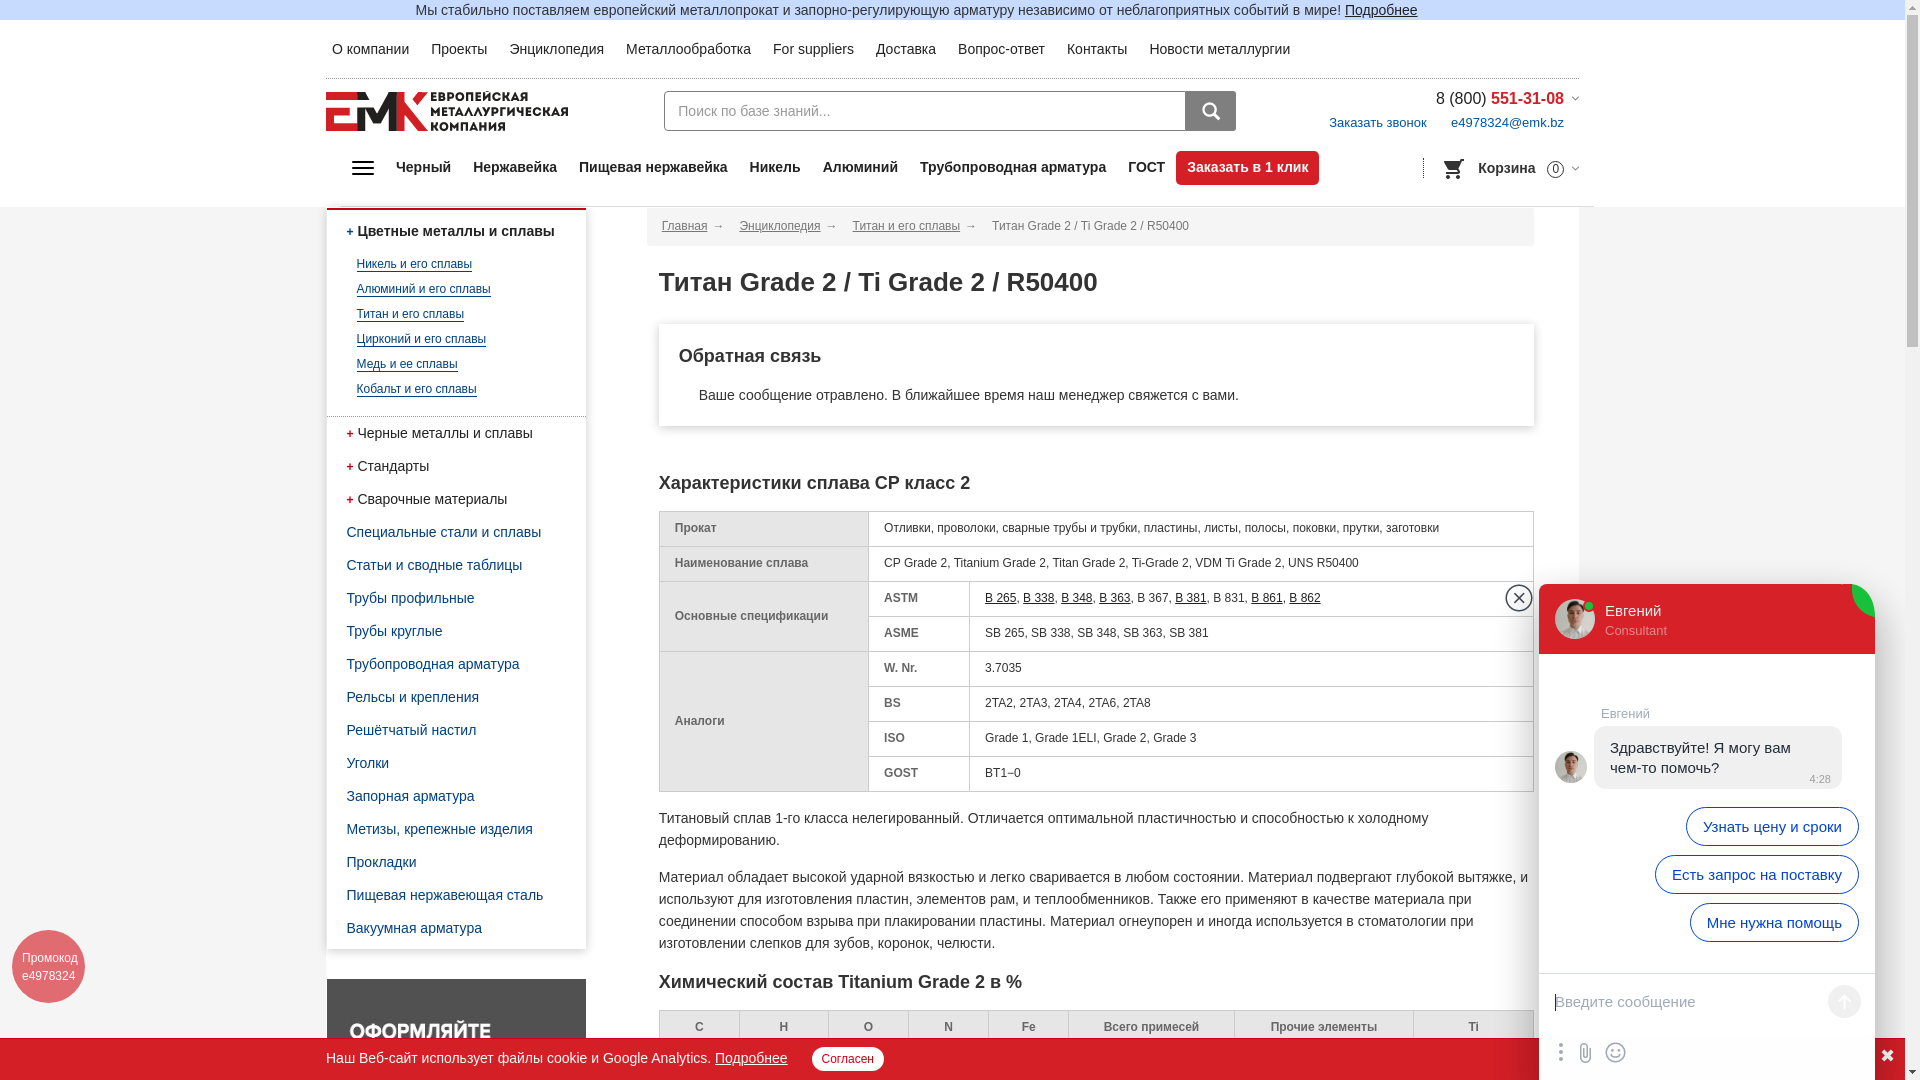 Мы стабильно поставляем европейский металлопрокат и запорно-регулирующую арматуру независимо от неблагоприятных событий в мире! Подробнее
О компании Проекты Энциклопедия Металлообработка For suppliers Доставка Вопрос-ответ Контакты Новости металлургии
ЕМК ЕВРОПЕЙСКАЯ
МЕТАЛЛУРГИЧЕСКАЯ
КОМПАНИЯ
Поиск по базе знаний...
8 (800) 551-31-08
Заказать звонок e4978324@emk.bz
Черный Нержавейка Пищевая нержавейка Никель Алюминий Трубопроводная арматура ГОСТ Заказать в 1 клик
Корзина 0
+ Цветные металлы и сплавы
Никель и его сплавы
Алюминий и его сплавы
Титан и его сплавы
Цирконий и его сплавы
Медь и ее сплавы
Кобальт и его сплавы
+ Черные металлы и сплавы
+ Стандарты
+ Сварочные материалы
Специальные стали и сплавы
Статьи и сводные таблицы
Трубы профильные
Трубы круглые
Трубопроводная арматура
Рельсы и крепления
Решётчатый настил
Уголки
Запорная арматура
Метизы, крепежные изделия
Прокладки
Пищевая нержавеющая сталь
Вакуумная арматура
ОФОРМЛЯЙТЕ
Промокод
e4978324
Главная → Энциклопедия → Титан и его сплавы → Титан Grade 2 / Ti Grade 2 / R50400
Титан Grade 2 / Ti Grade 2 / R50400
Обратная связь
Ваше сообщение отравлено. В ближайшее время наш менеджер свяжется с вами.
Характеристики сплава CP класс 2
Прокат Отливки, проволоки, сварные трубы и трубки, пластины, листы, полосы, поковки, прутки, заготовки
Наименование сплава CP Grade 2, Titanium Grade 2, Titan Grade 2, Ti-Grade 2, VDM Ti Grade 2, UNS R50400
Основные спецификации
ASTM B 265, B 338, B 348, B 363, B 367, B 381, B 831, B 861, B 862
ASME SB 265, SB 338, SB 348, SB 363, SB 381
Аналоги
W. Nr. 3.7035
BS 2TA2, 2TA3, 2TA4, 2TA6, 2TA8
ISO Grade 1, Grade 1ELI, Grade 2, Grade 3
GOST ВТ1−0
Титановый сплав 1-го класса нелегированный. Отличается оптимальной пластичностью и способностью к холодному
деформированию.
Материал обладает высокой ударной вязкостью и легко сваривается в любом состоянии. Материал подвергают глубокой вытяжке, и
используют для изготовления пластин, элементов рам, и теплообменников. Также его применяют в качестве материала при
соединении способом взрыва при плакировании пластины. Материал огнеупорен и иногда используется в стоматологии при
изготовлении слепков для зубов, коронок, челюсти.
Химический состав Titanium Grade 2 в %
C H O N Fe Всего примесей Прочие элементы Ti
Евгений
Consultant
Евгений
Здравствуйте! Я могу вам
чем-то помочь?
4:28
Узнать цену и сроки
Есть запрос на поставку
Мне нужна помощь
Введите сообщение
Наш Веб-сайт использует файлы cookie и Google Analytics. Подробнее Согласен